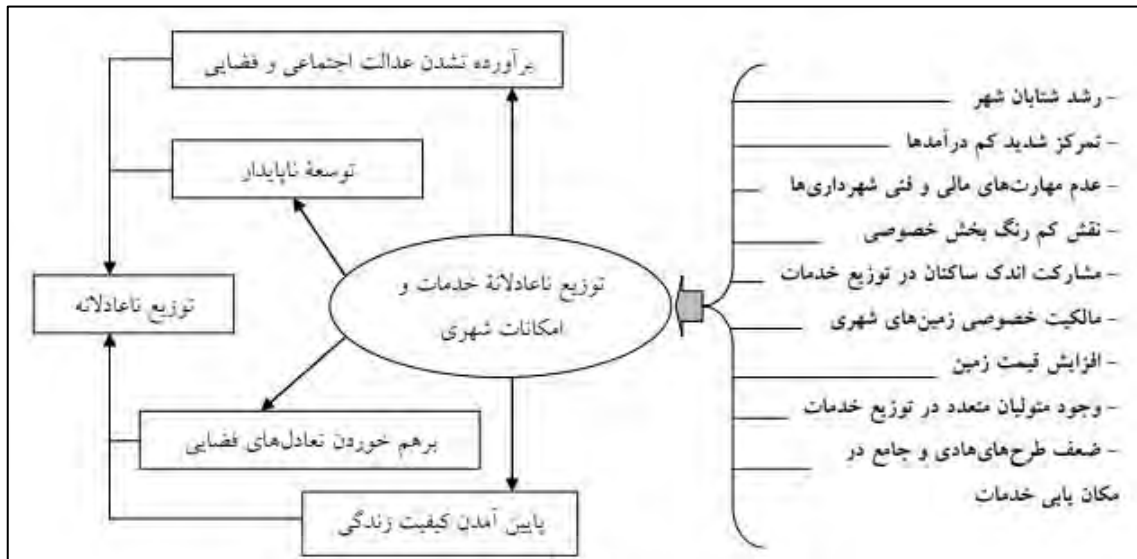 - رشد شتابان شهر
- تمرکز شدید کم درآمدها
- عدم مهارت‌های مالی و فنی شهرداری‌ها
- نقش کم رنگ بخش خصوصی
- مشارکت اندک ساکنان در توزیع خدمات
- مالکیت خصوصی زمین‌های شهری
- افزایش قیمت زمین
- وجود متولیان متعدد در توزیع خدمات
- ضعف طرح‌های‌هادی و جامع در
مکان یابی خدمات
توزیع ناعادلانهٔ خدمات و
امکانات شهری
برآورده نشدن عدالت اجتماعی و فضایی
توسعهٔ ناپایدار
برهم خوردن تعادل‌های فضایی
پایین آمدن کیفیت زندگی
توزیع ناعادلانه